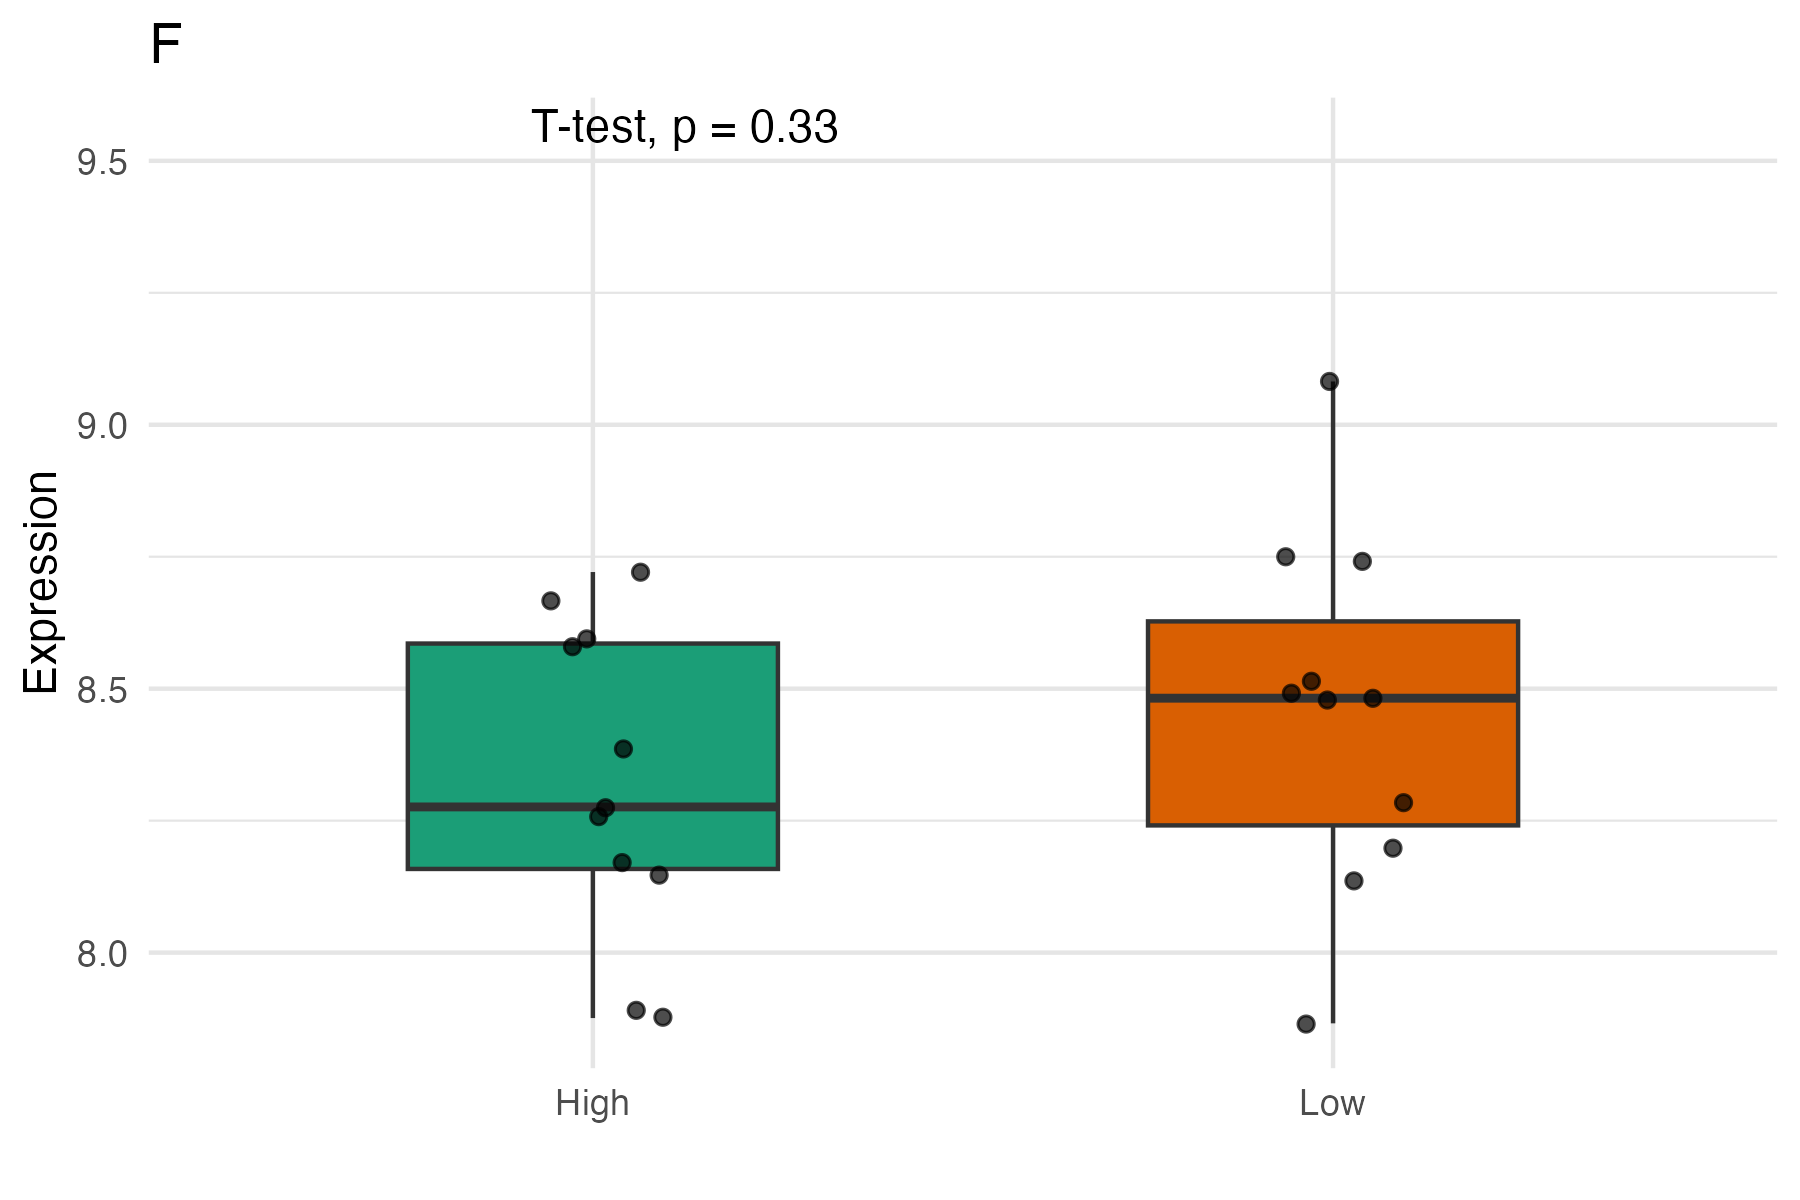 F
T-test, p = 0.33
9.5
9.0
8.5
8.0
Expression
High
Low